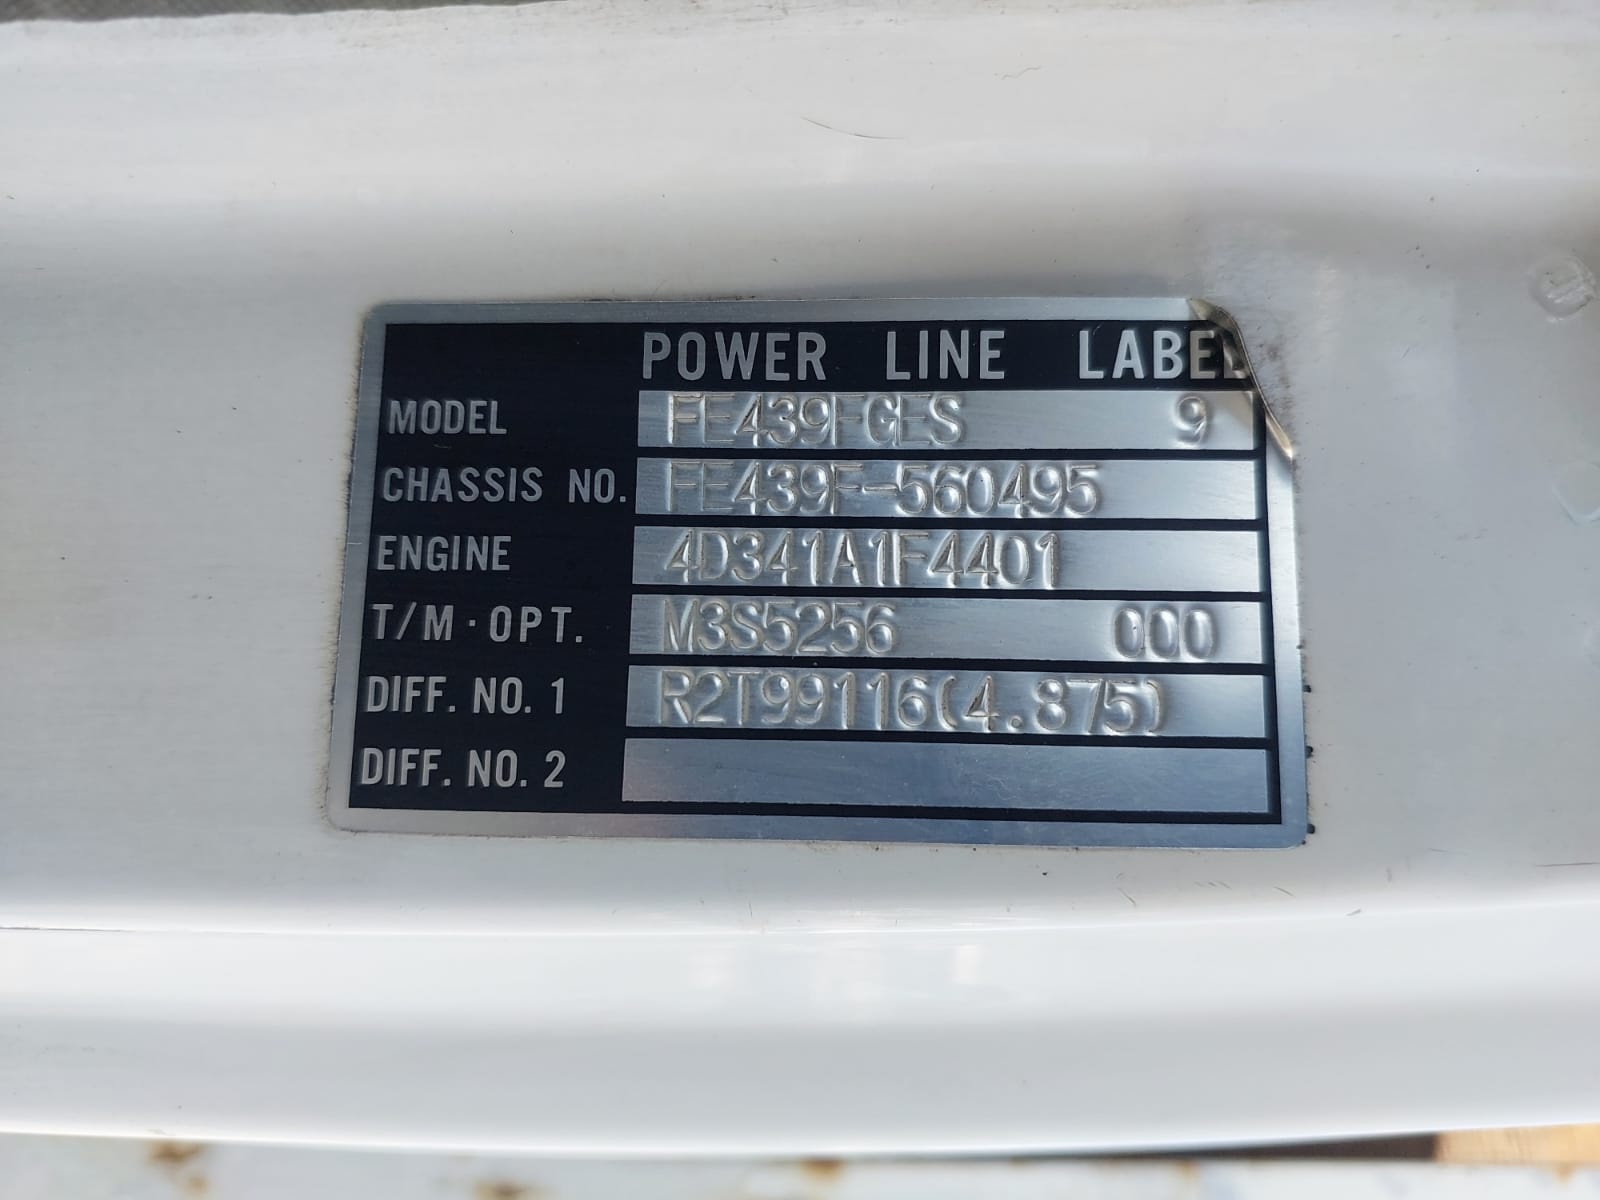 POWER LINE LABEL
MODEL FE439FGES 9
CHASSIS NO. FE439F-560495
ENGINE 4D341A1F4401
T/M·OPT. M3S5256 000
DIFF. NO. 1 R2T99116(4.875)
DIFF. NO. 2